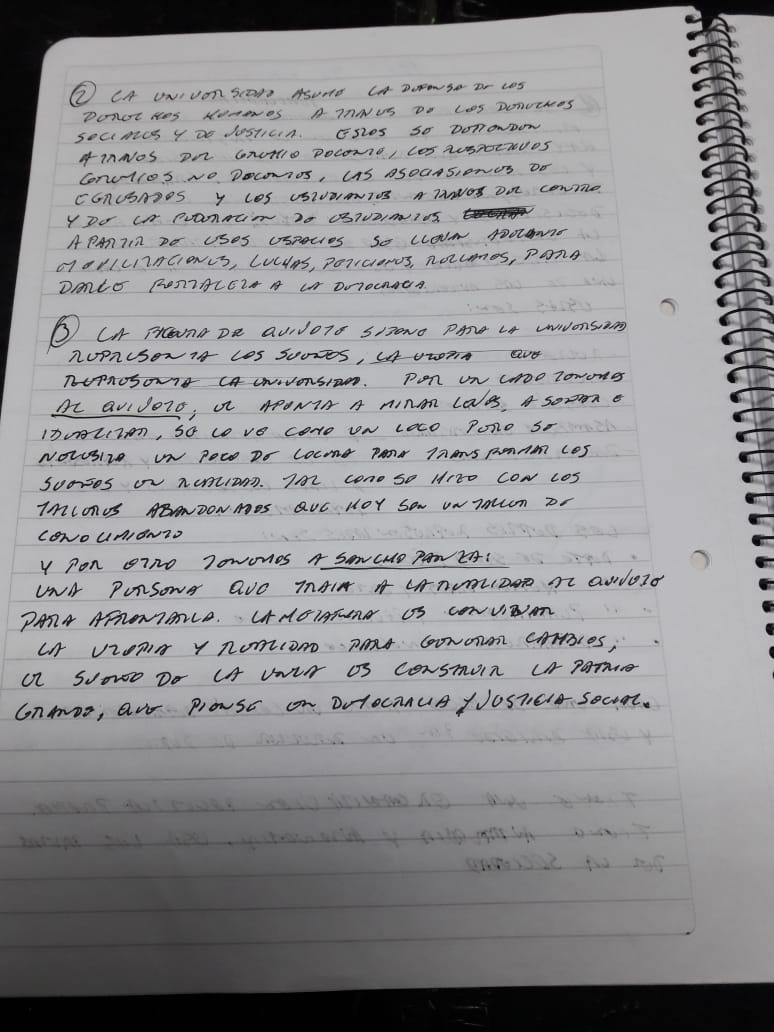 ② LA UNIVERSIDAD ASUME LA DEFENSA DE LOS
DERECHOS HUMANOS A TRAVES DE LOS DERECHOS
SOCIALES Y DE JUSTICIA. ESTOS SE DEFIENDEN
A TRAVES DEL GREMIO DOCENTE, LOS RESPECTIVOS
GREMIOS NO DOCENTES, LAS ASOCIASIONES DE
EGRESADOS Y LOS ESTUDIANTES A TRAVES DEL CENTRO
Y DE LA FEDERACION DE ESTUDIANTES
A PARTIR DE ESOS ESPACIOS SE LLEVAN ADELANTE
MOVILIZACIONES, LUCHAS, PETICIONES, RECLAMOS, PARA
DARLE FORTALEZA A LA DEMOCRACIA.
③ LA FIGURA DE QUIJOTE SITENE PARA LA UNIVERSIDAD
REPRESENTA LOS SUEÑOS, LA UTOPIA QUE
REPRESENTA LA UNIVERSIDAD. POR UN LADO TENEMOS
AL QUIJOTE, EL APUNTA A MIRAR LEJOS, A SOÑAR E
IDEALIZAR, SE LO VE COMO UN LOCO PERO SE
NECESITA UN POCO DE LOCURA PARA TRANSFORMAR LOS
SUEÑOS EN REALIDAD. TAL COMO SE HIZO CON LOS
TALLERES ABANDONADOS QUE HOY SON UN TALLER DE
CONOCIMIENTO
Y POR OTRO TENEMOS A SANCHO PANZA:
UNA PERSONA QUE TRAIA A LA REALIDAD AL QUIJOTE
PARA AFRONTARLA. LA METAFORA ES CONVIDAR
LA UTOPIA Y REALIDAD PARA GENERAR CAMBIOS,
EL SUEÑO DE LA UNLA ES CONSTRUIR LA PATRIA
GRANDE, QUE PIENSE EN DEMOCRACIA Y JUSTICIA SOCIAL.